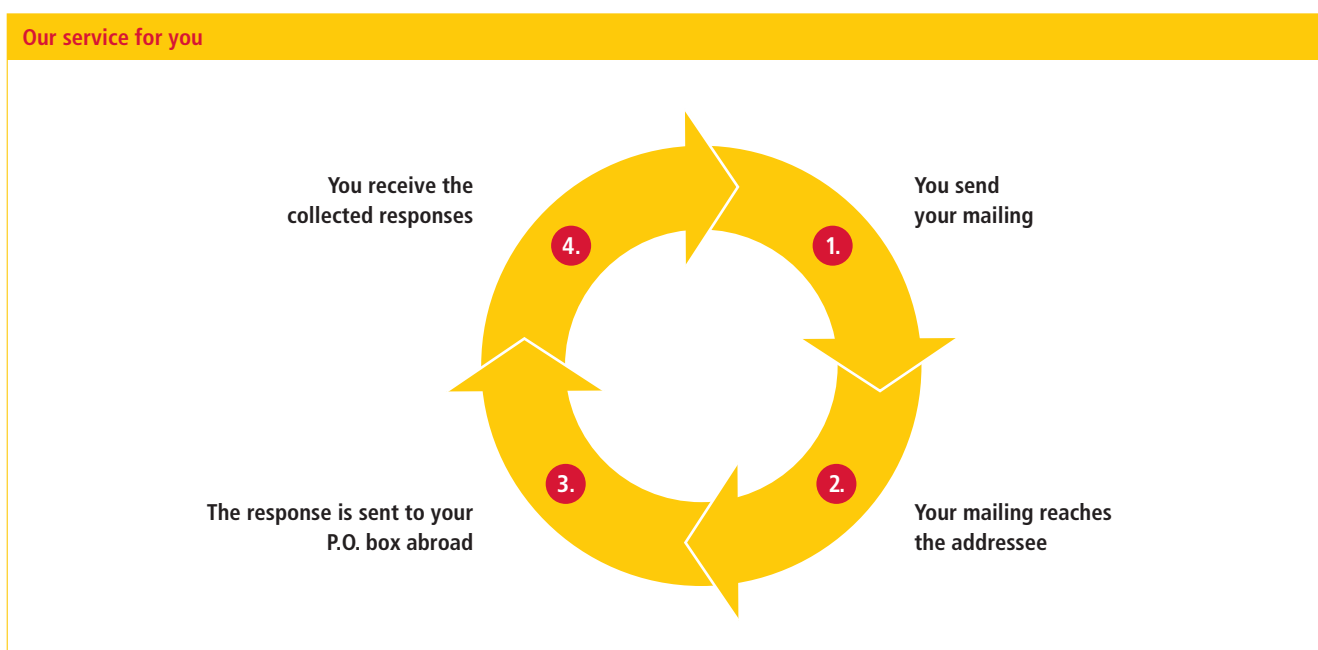 Our service for you
You send
your mailing
1.
Your mailing reaches
the addressee
2.
The response is sent to your
P.O. box abroad
3.
You receive the
collected responses
4.